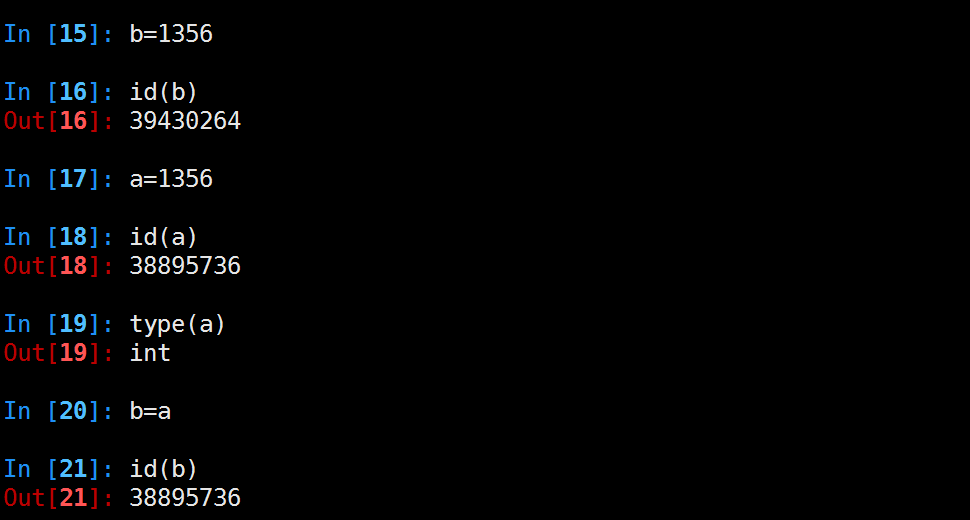 In [15]: b=1356
In [16]: id(b)
Out[16]: 39430264
In [17]: a=1356
In [18]: id(a)
Out[18]: 38895736
In [19]: type(a)
Out[19]: int
In [20]: b=a
In [21]: id(b)
Out[21]: 38895736